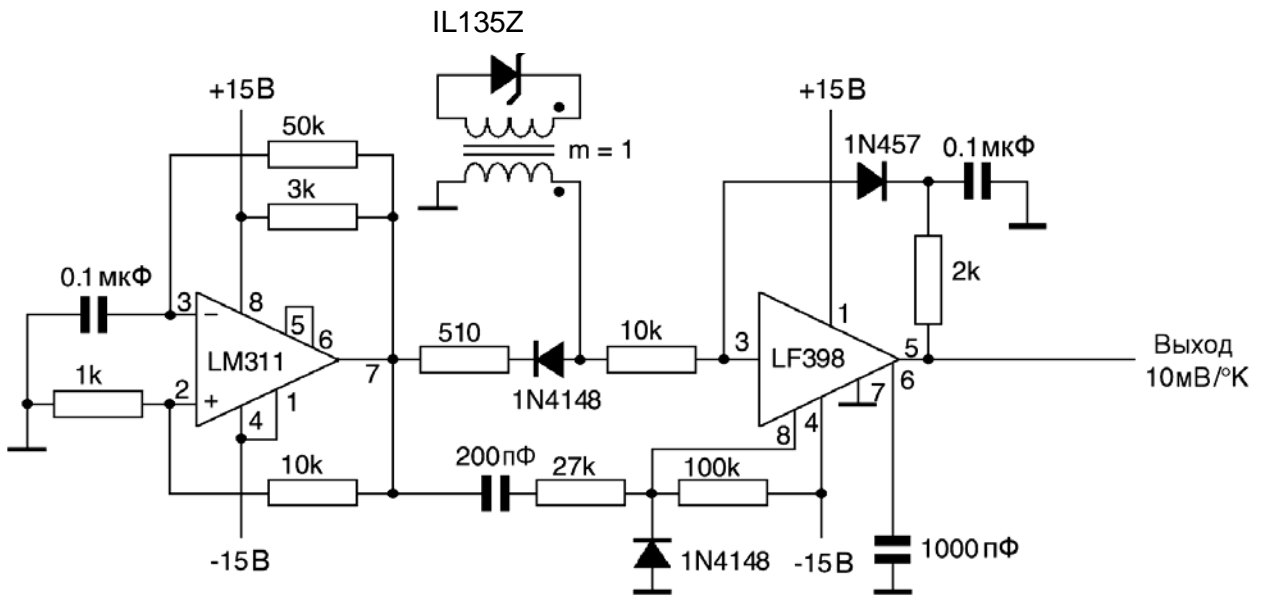 IL135Z
+15В
50k
3k
m = 1
+15В
1N457
0.1мкФ
2k
0.1мкФ
3
8
5
6
LM311
7
1k
2
1
4
510
1N4148
10k
3
1
LF398
5
6
7
4
8
Выход
10мВ/°K
10k
200пФ
27k
100k
-15В
1N4148
-15В
1000пФ